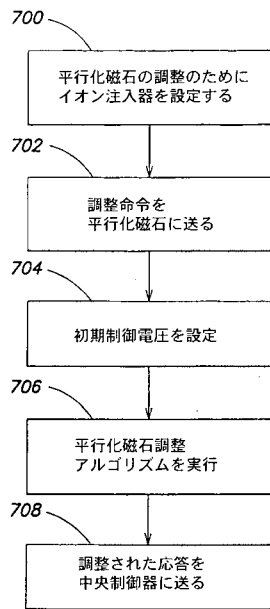 700
平行化磁石の調整のために
イオン注入器を設定する
702
調整命令を
平行化磁石に送る
704
初期制御電圧を設定
706
平行化磁石調整
アルゴリズムを実行
708
調整された応答を
中央制御器に送る